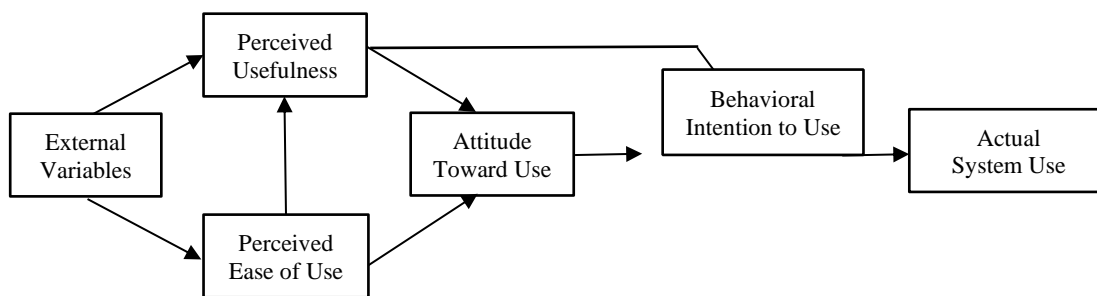 Perceived
Usefulness
Behavioral
Intention to Use
External
Variables
Attitude
Toward Use
Actual
System Use
Perceived
Ease of Use